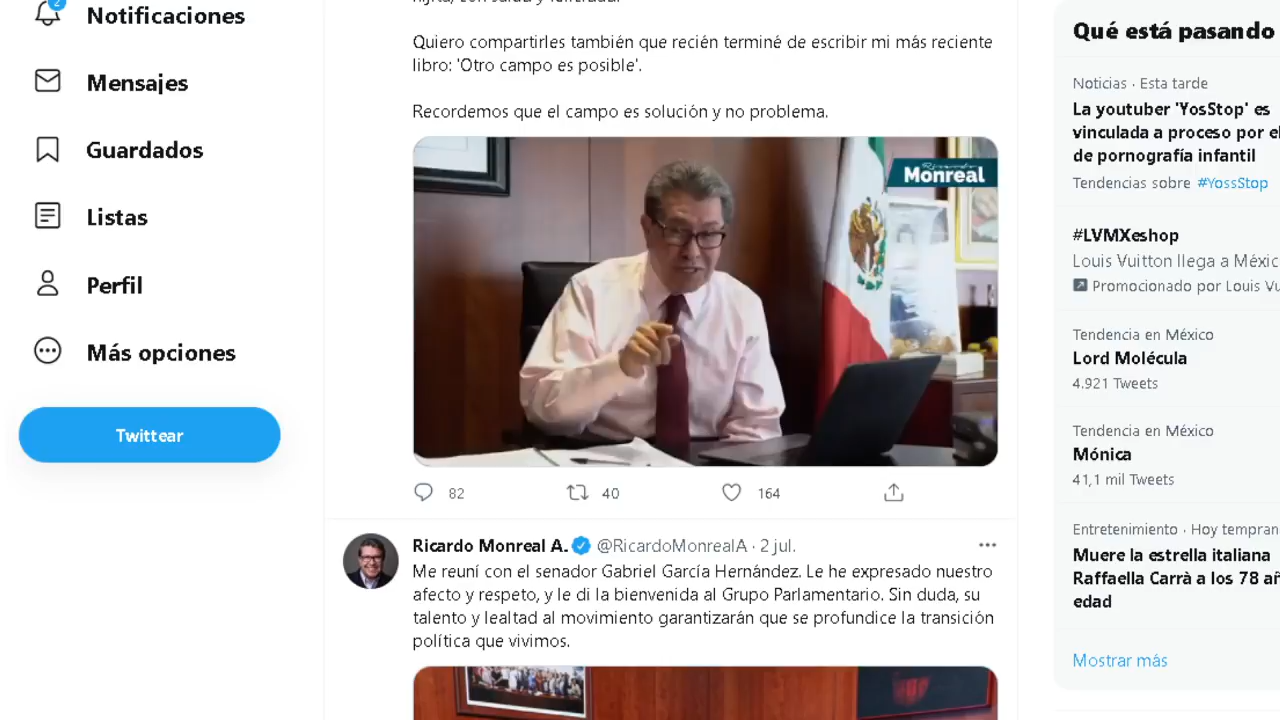 2
Notificaciones
Mensajes
Guardados
Listas
Perfil
Más opciones
Twittear
Quiero compartirles también que recién terminé de escribir mi más reciente
libro: 'Otro campo es posible'.
Recordemos que el campo es solución y no problema.
Ricardo
Monreal
82
40
164
Ricardo Monreal A. @RicardoMonrealA · 2 jul.
Me reuní con el senador Gabriel García Hernández. Le he expresado nuestro
afecto y respeto, y le di la bienvenida al Grupo Parlamentario. Sin duda, su
talento y lealtad al movimiento garantizarán que se profundice la transición
política que vivimos.
Qué está pasando
Noticias · Esta tarde
La youtuber 'YosStop' es
vinculada a proceso por el
de pornografía infantil
Tendencias sobre #YossStop
#LVMXeshop
Louis Vuitton llega a Méxic
Promocionado por Louis Vu
Tendencia en México
Lord Molécula
4.921 Tweets
Tendencia en México
Mónica
41,1 mil Tweets
Entretenimiento · Hoy tempran
Muere la estrella italiana
Raffaella Carrà a los 78 añ
edad
Mostrar más